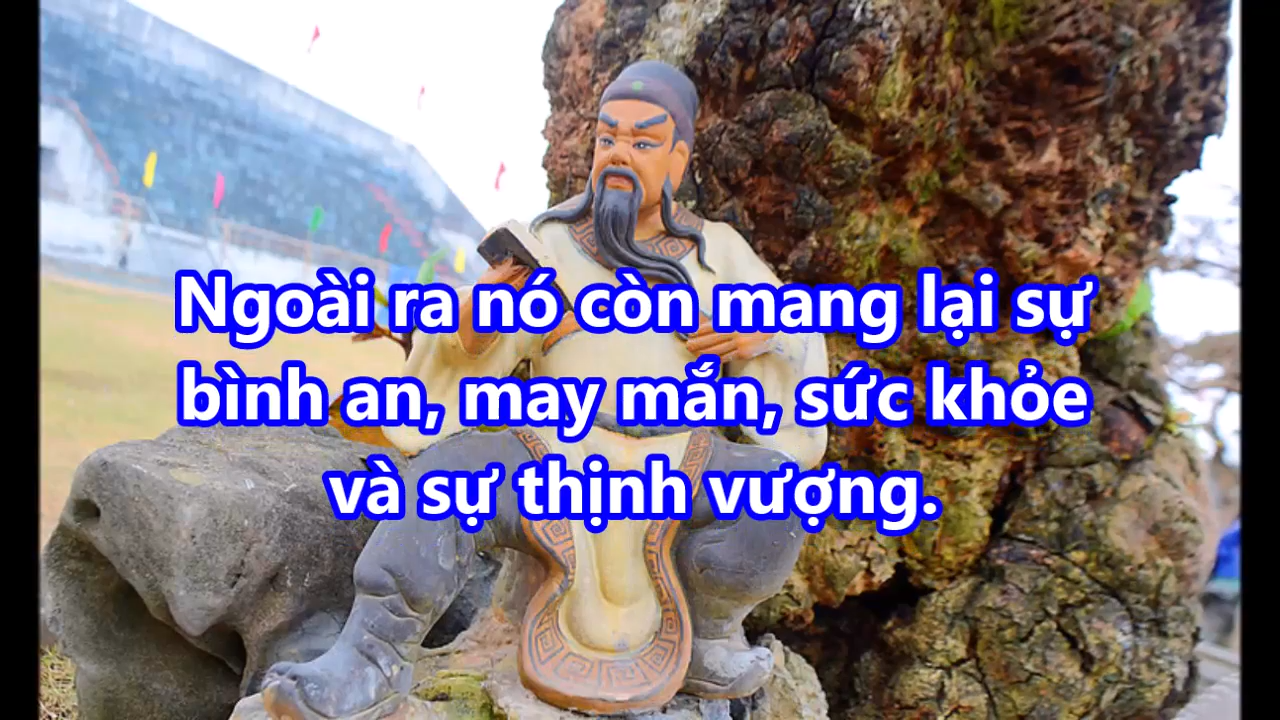 Ngoài ra nó còn mang lại sự
bình an, may mắn, sức khỏe
và sự thịnh vượng.